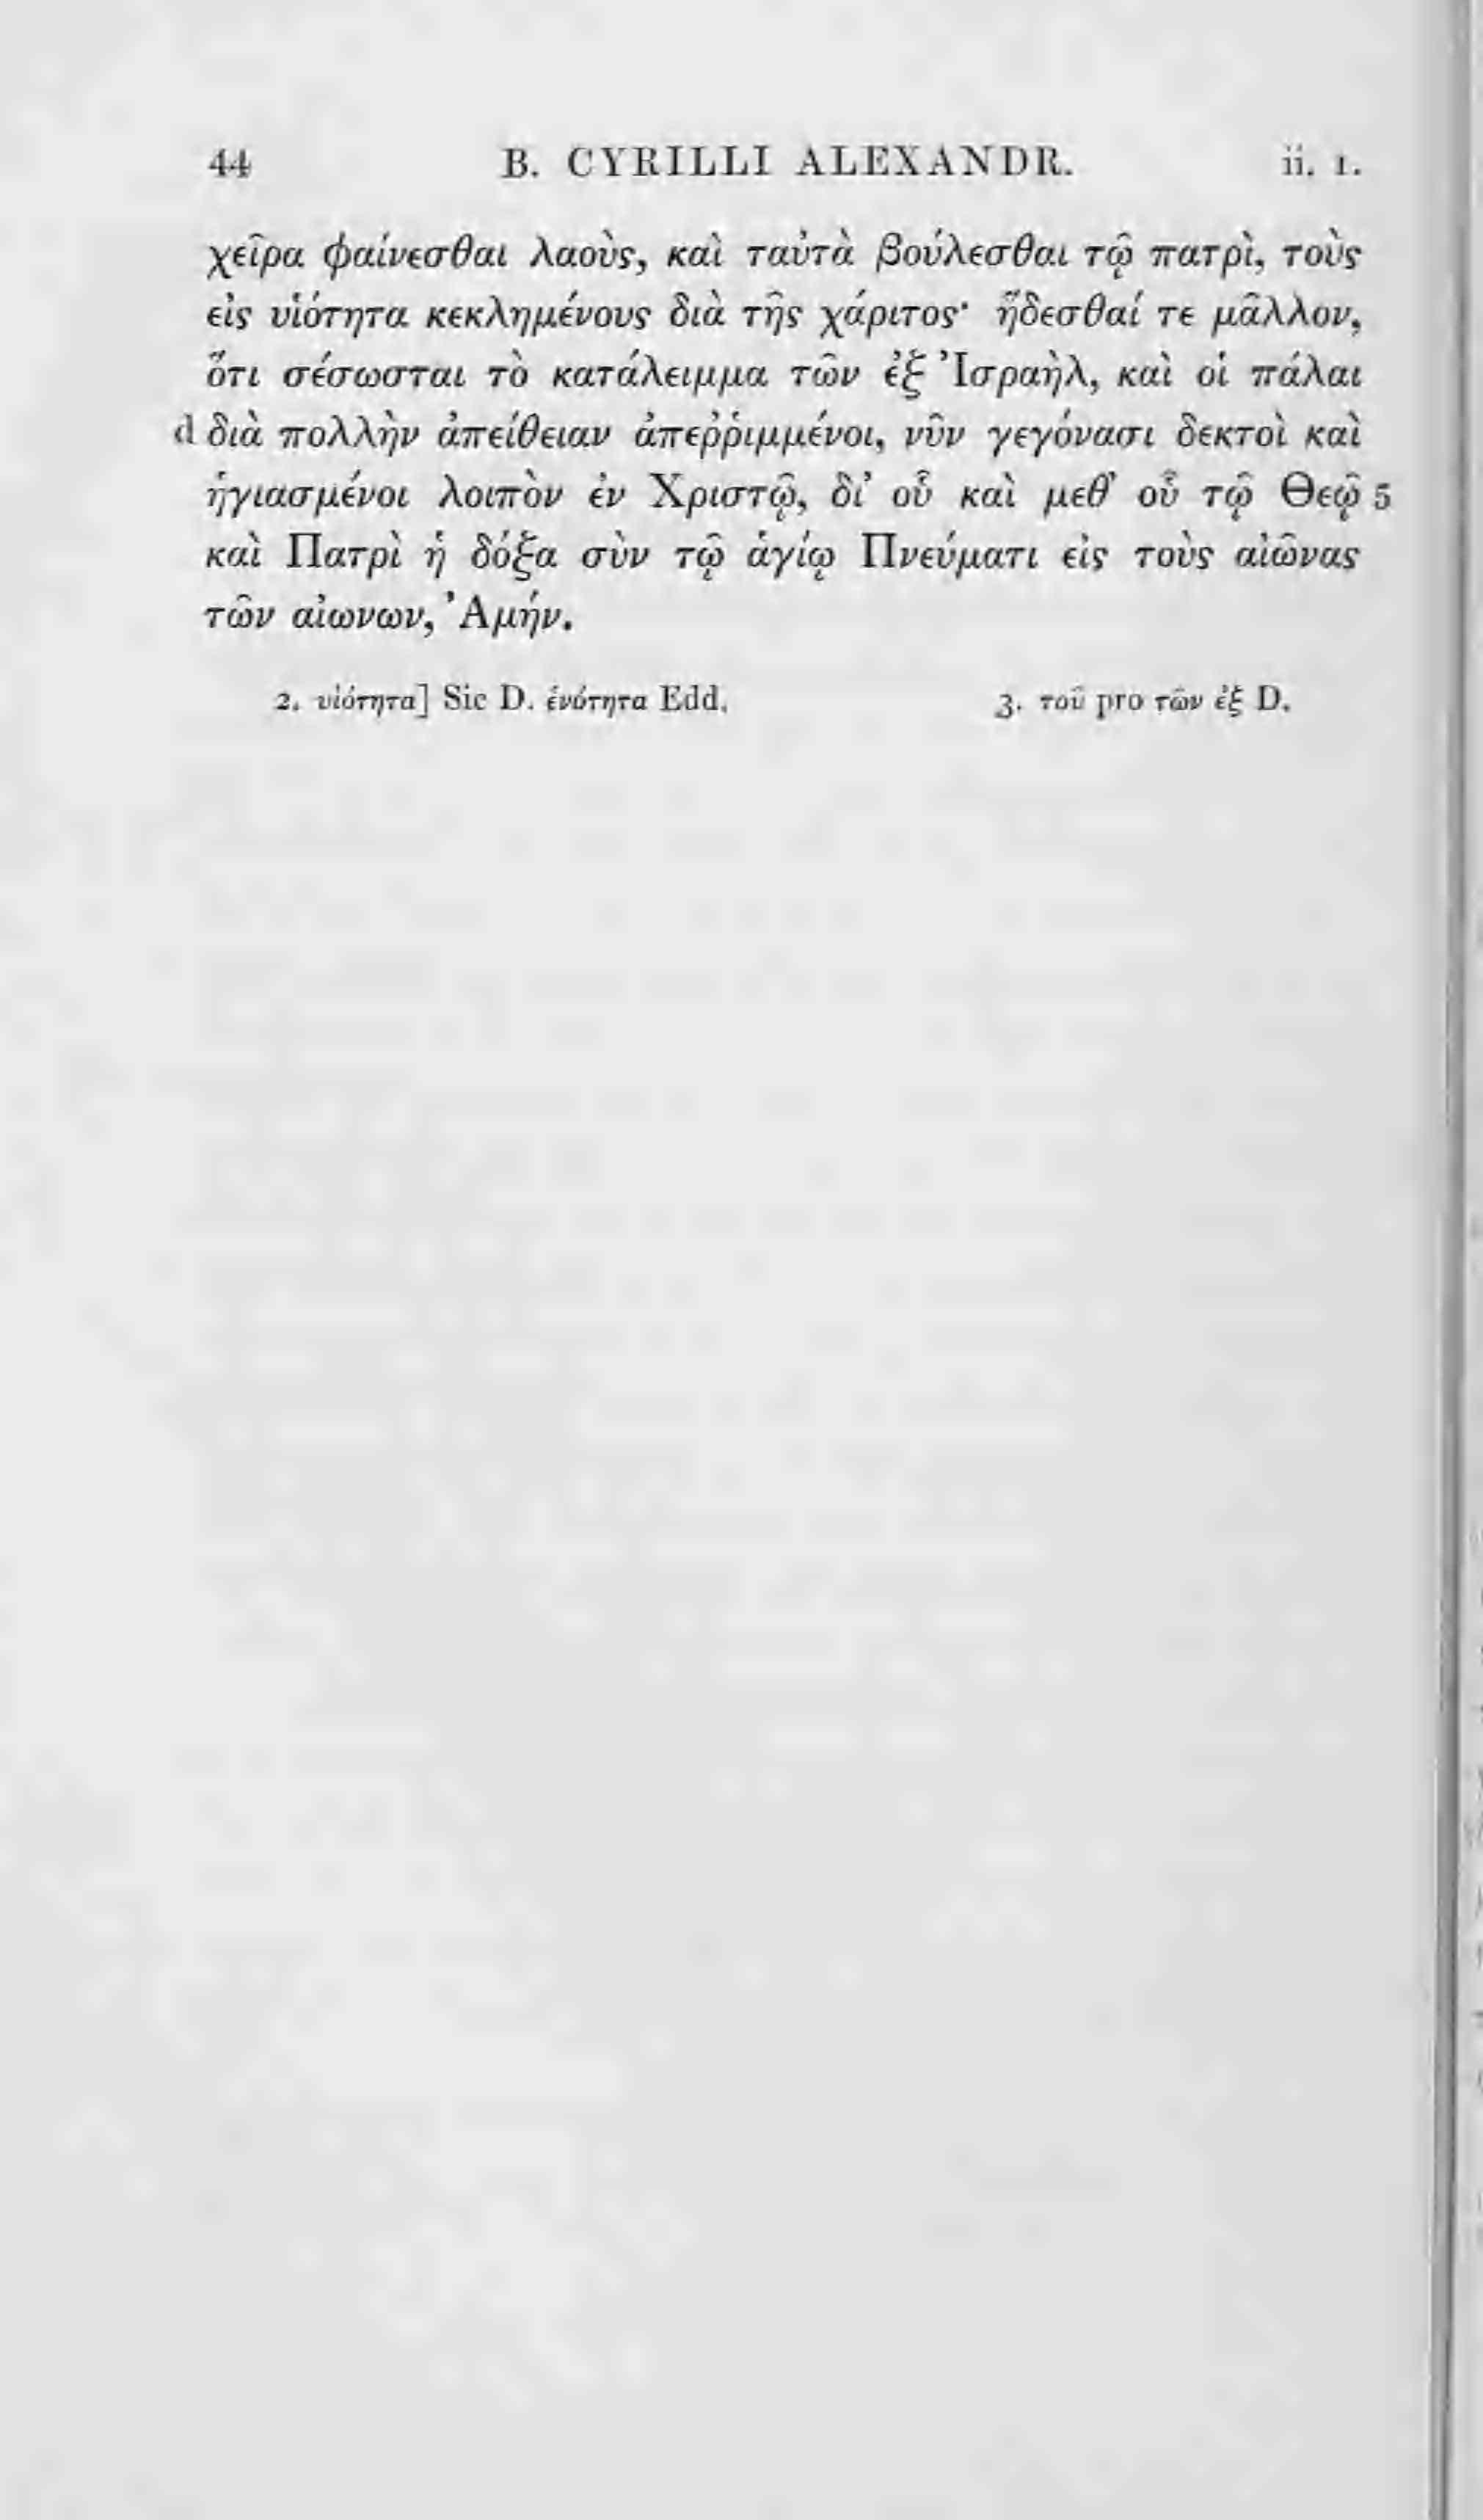 44 B. CYRILLI ALEXANDR. ii. 1.
χεῖρα φαίνεσθαι λαοὺς, καὶ ταὐτὰ βούλεσθαι τῷ πατρὶ, τοὺς
εἰς υἱότητα κεκλημένους διὰ τῆς χάριτος· ἥδεσθαί τε μᾶλλον,
ὅτι σέσωσται τὸ κατάλειμμα τῶν ἐξ Ἰσραὴλ, καὶ οἱ πάλαι
d διὰ πολλὴν ἀπείθειαν ἀπεῤῥιμμένοι, νῦν γεγόνασι δεκτοὶ καὶ
ἡγιασμένοι λοιπὸν ἐν Χριστῷ, δι’ οὗ καὶ μεθ’ οὗ τῷ Θεῷ 5
καὶ Πατρὶ ἡ δόξα σὺν τῷ ἁγίῳ Πνεύματι εἰς τοὺς αἰῶνας
τῶν αἰωνων, Ἀμήν.
2. υἱότητα] Sic D. ἑνότητα Edd. 3. τοῦ pro τῶν ἐξ D.